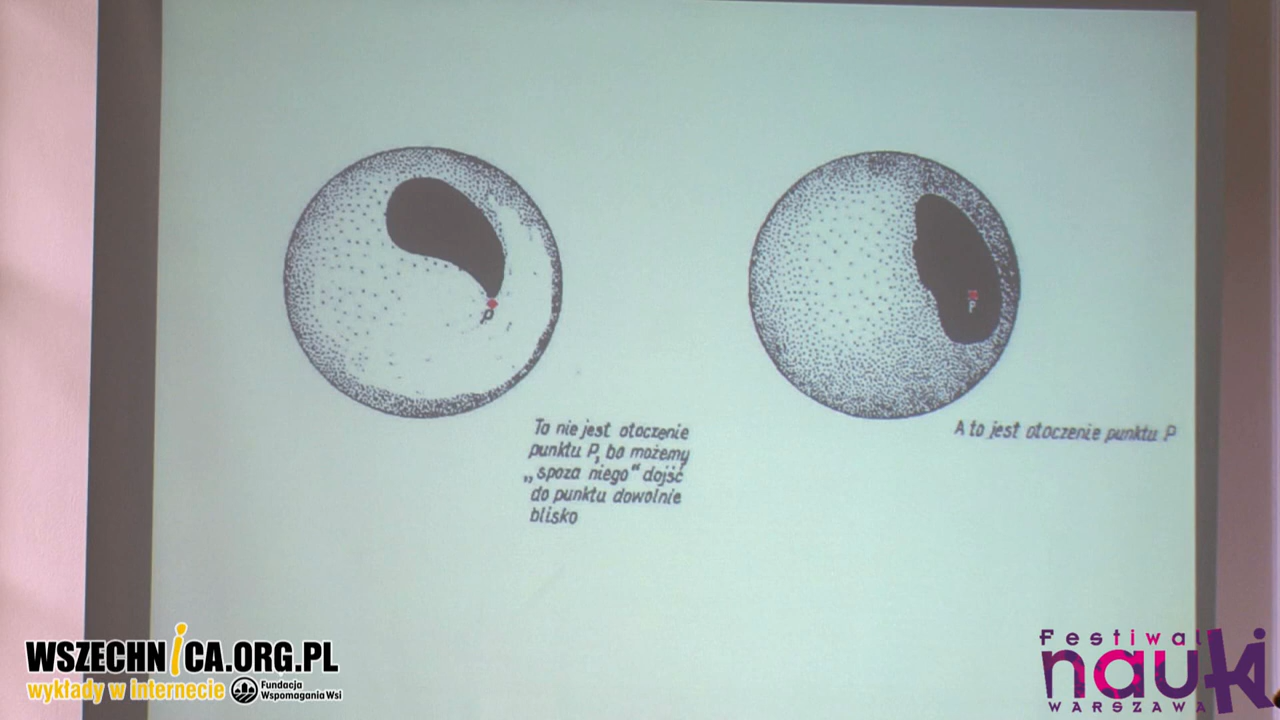 P
To nie jest otoczenie
punktu P, bo możemy
„spoza niego“ dojść
do punktu dowolnie
blisko
P
A to jest otoczenie punktu P
WSZECHNICA.ORG.PL
wykłady w internecie
Fundacja
Wspomagania Wsi
Festiwal
nauki
WARSZAWA